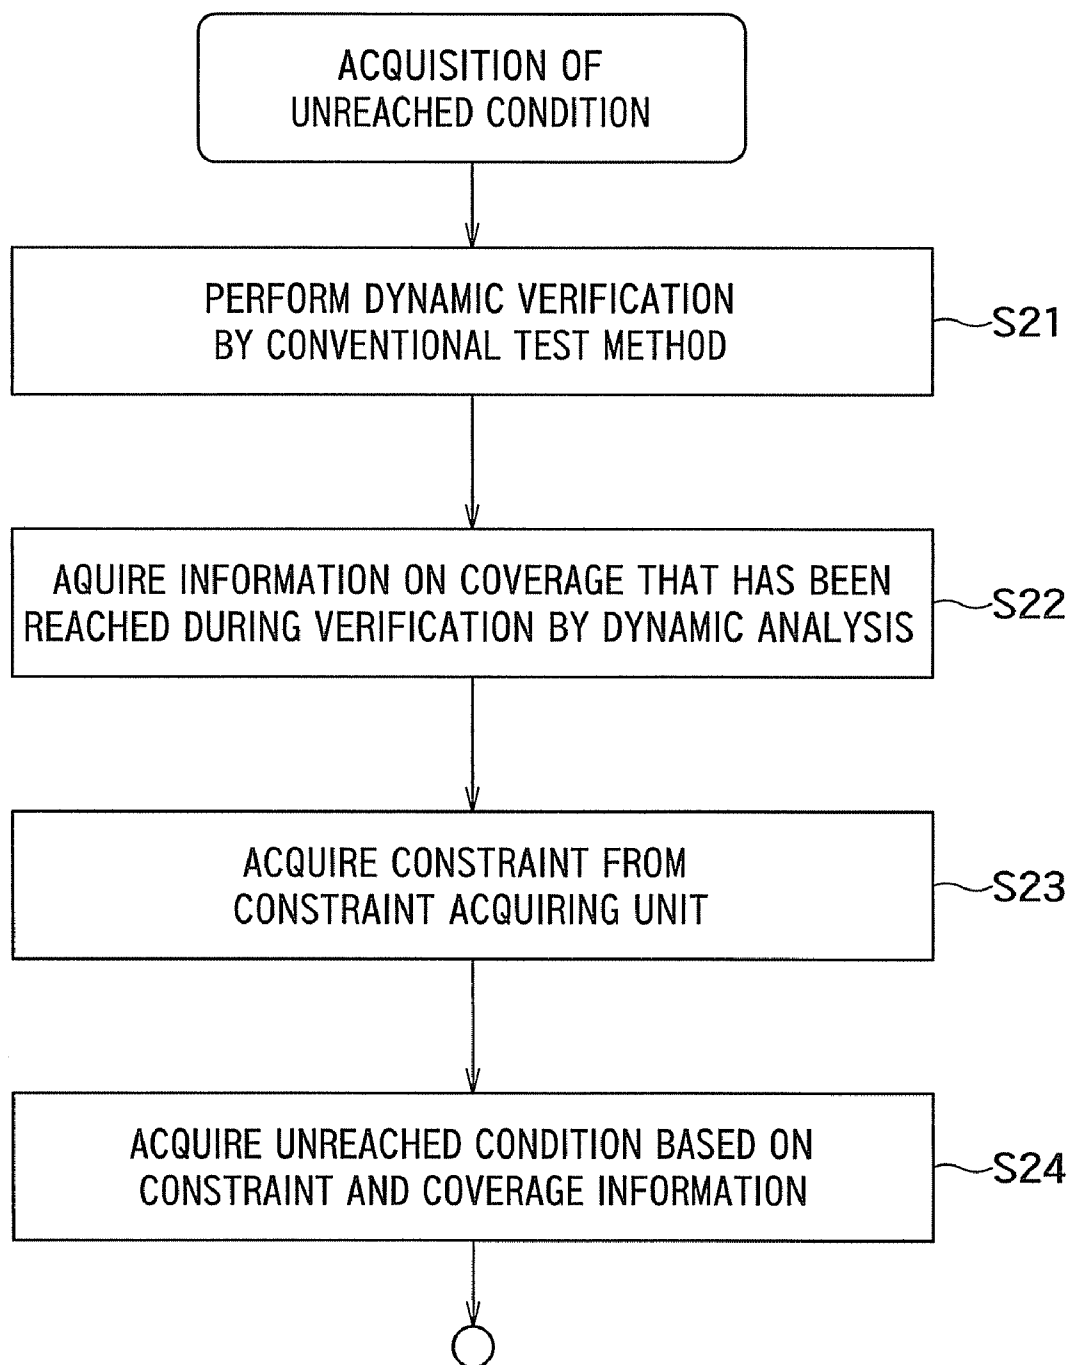 ACQUISITION OF
UNREACHED CONDITION
PERFORM DYNAMIC VERIFICATION
BY CONVENTIONAL TEST METHOD
S21
AQUIRE INFORMATION ON COVERAGE THAT HAS BEEN
REACHED DURING VERIFICATION BY DYNAMIC ANALYSIS
S22
ACQUIRE CONSTRAINT FROM
CONSTRAINT ACQUIRING UNIT
S23
ACQUIRE UNREACHED CONDITION BASED ON
CONSTRAINT AND COVERAGE INFORMATION
S24